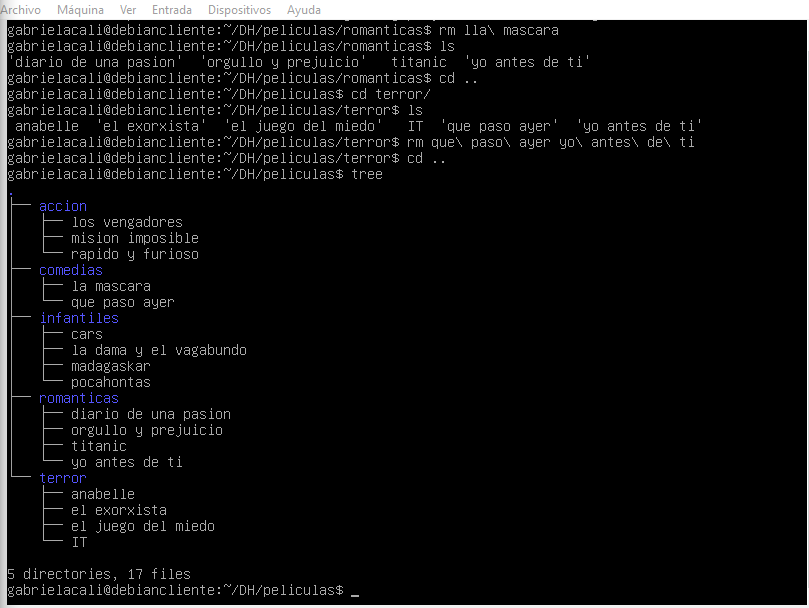 Archivo Máquina Ver Entrada Dispositivos Ayuda
gabrielacali@debiancliente:~/DH/peliculas/romanticas$ rm lla\ mascara
gabrielacali@debiancliente:~/DH/peliculas/romanticas$ ls
'diario de una pasion'  'orgullo y prejuicio'   titanic  'yo antes de ti'
gabrielacali@debiancliente:~/DH/peliculas/romanticas$ cd ..
gabrielacali@debiancliente:~/DH/peliculas$ cd terror/
gabrielacali@debiancliente:~/DH/peliculas/terror$ ls
 anabelle  'el exorxista'  'el juego del miedo'   IT  'que paso ayer'  'yo antes de ti'
gabrielacali@debiancliente:~/DH/peliculas/terror$ rm que\ paso\ ayer yo\ antes\ de\ ti
gabrielacali@debiancliente:~/DH/peliculas/terror$ cd ..
gabrielacali@debiancliente:~/DH/peliculas$ tree
.
├── accion
│   ├── los vengadores
│   ├── mision imposible
│   └── rapido y furioso
├── comedias
│   ├── la mascara
│   └── que paso ayer
├── infantiles
│   ├── cars
│   ├── la dama y el vagabundo
│   ├── madagaskar
│   └── pocahontas
├── romanticas
│   ├── diario de una pasion
│   ├── orgullo y prejuicio
│   ├── titanic
│   └── yo antes de ti
└── terror
    ├── anabelle
    ├── el exorxista
    ├── el juego del miedo
    └── IT
5 directories, 17 files
gabrielacali@debiancliente:~/DH/peliculas$ _